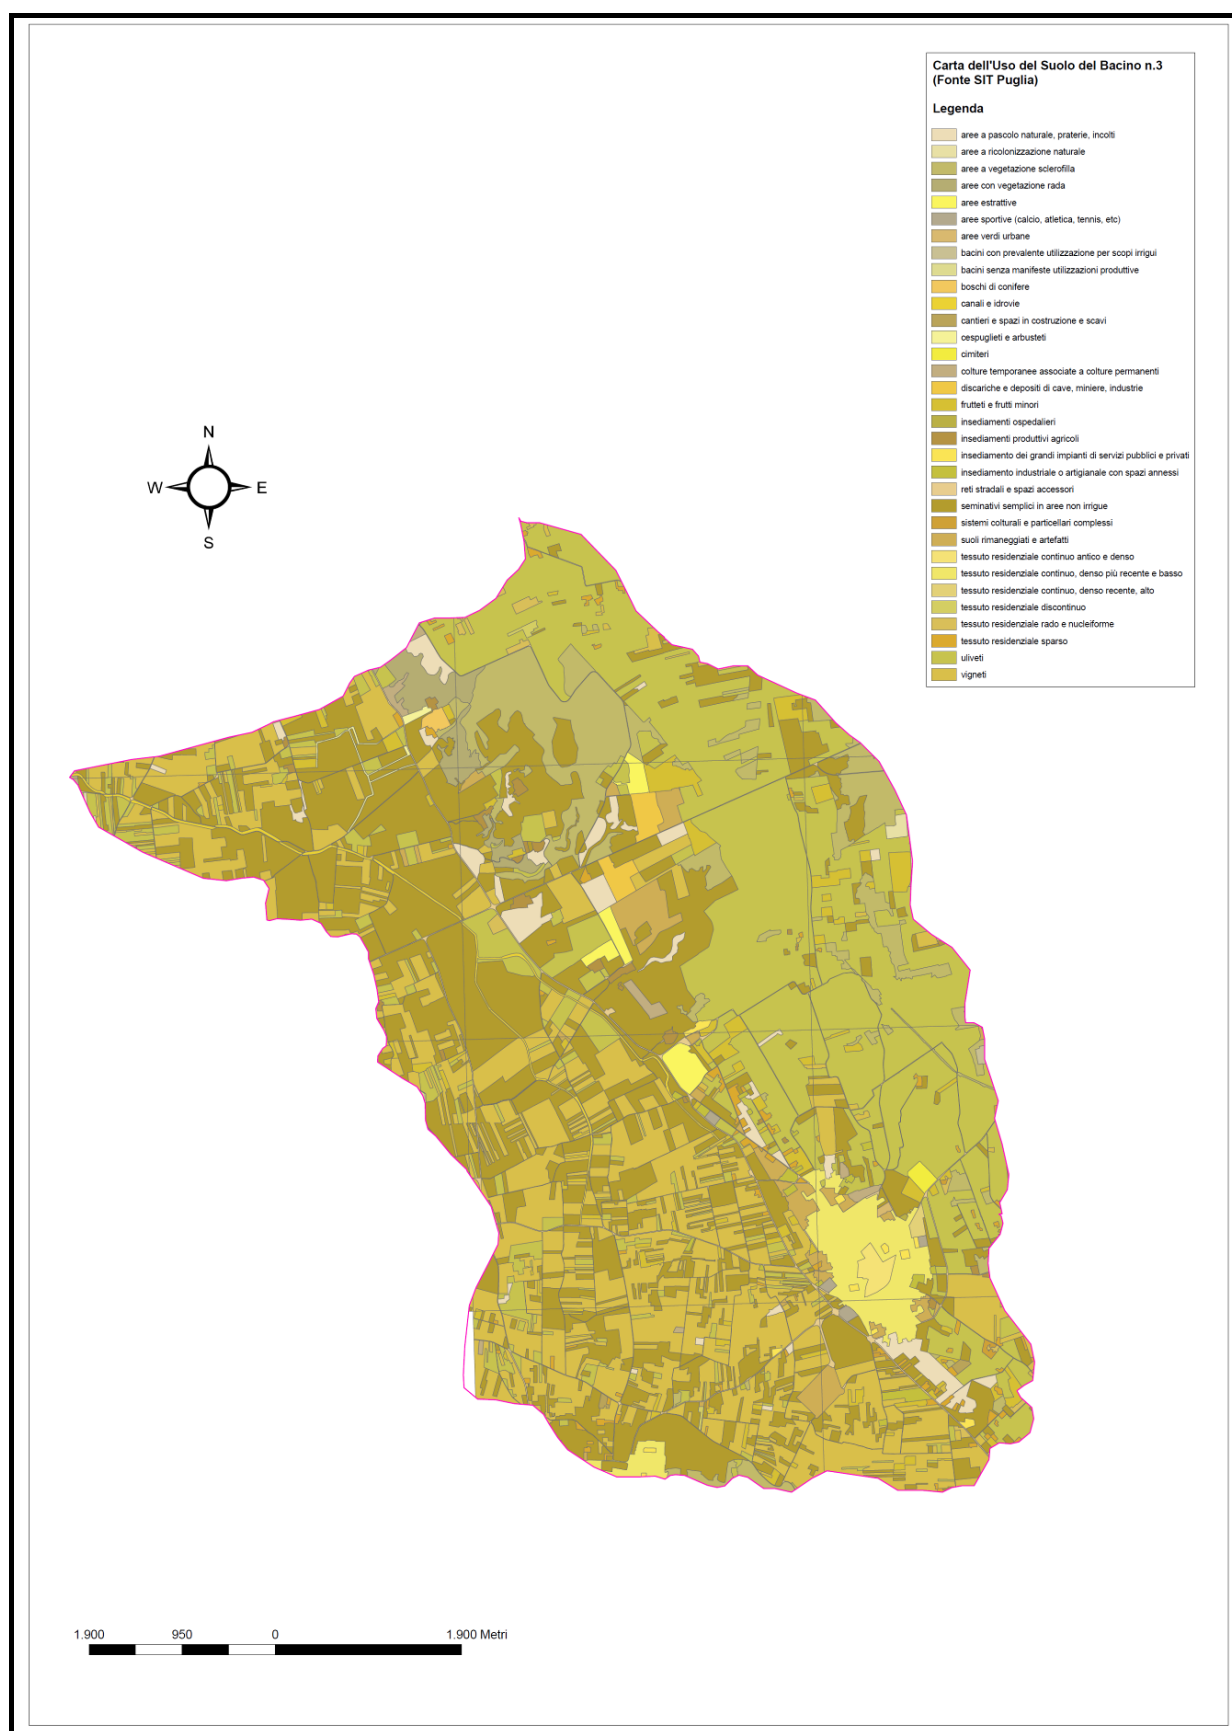 Carta dell'Uso del Suolo del Bacino n.3
(Fonte SIT Puglia)
Legenda
aree a pascolo naturale, praterie, incolti
aree a ricolonizzazione naturale
aree a vegetazione sclerofilla
aree con vegetazione rada
aree estrattive
aree sportive (calcio, atletica, tennis, etc)
aree verdi urbane
bacini con prevalente utilizzazione per scopi irrigui
bacini senza manifeste utilizzazioni produttive
boschi di conifere
canali e idrovie
cantieri e spazi in costruzione e scavi
cespuglieti e arbusteti
cimiteri
colture temporanee associate a colture permanenti
discariche e depositi di cave, miniere, industrie
frutteti e frutti minori
insediamenti ospedalieri
insediamenti produttivi agricoli
insediamento dei grandi impianti di servizi pubblici e privati
insediamento industriale o artigianale con spazi annessi
reti stradali e spazi accessori
seminativi semplici in aree non irrigue
sistemi colturali e particellari complessi
suoli rimaneggiati e artefatti
tessuto residenziale continuo antico e denso
tessuto residenziale continuo, denso più recente e basso
tessuto residenziale continuo, denso recente, alto
tessuto residenziale discontinuo
tessuto residenziale rado e nucleiforme
tessuto residenziale sparso
uliveti
vigneti
N
W E
S
1.900 950 0 1.900 Metri